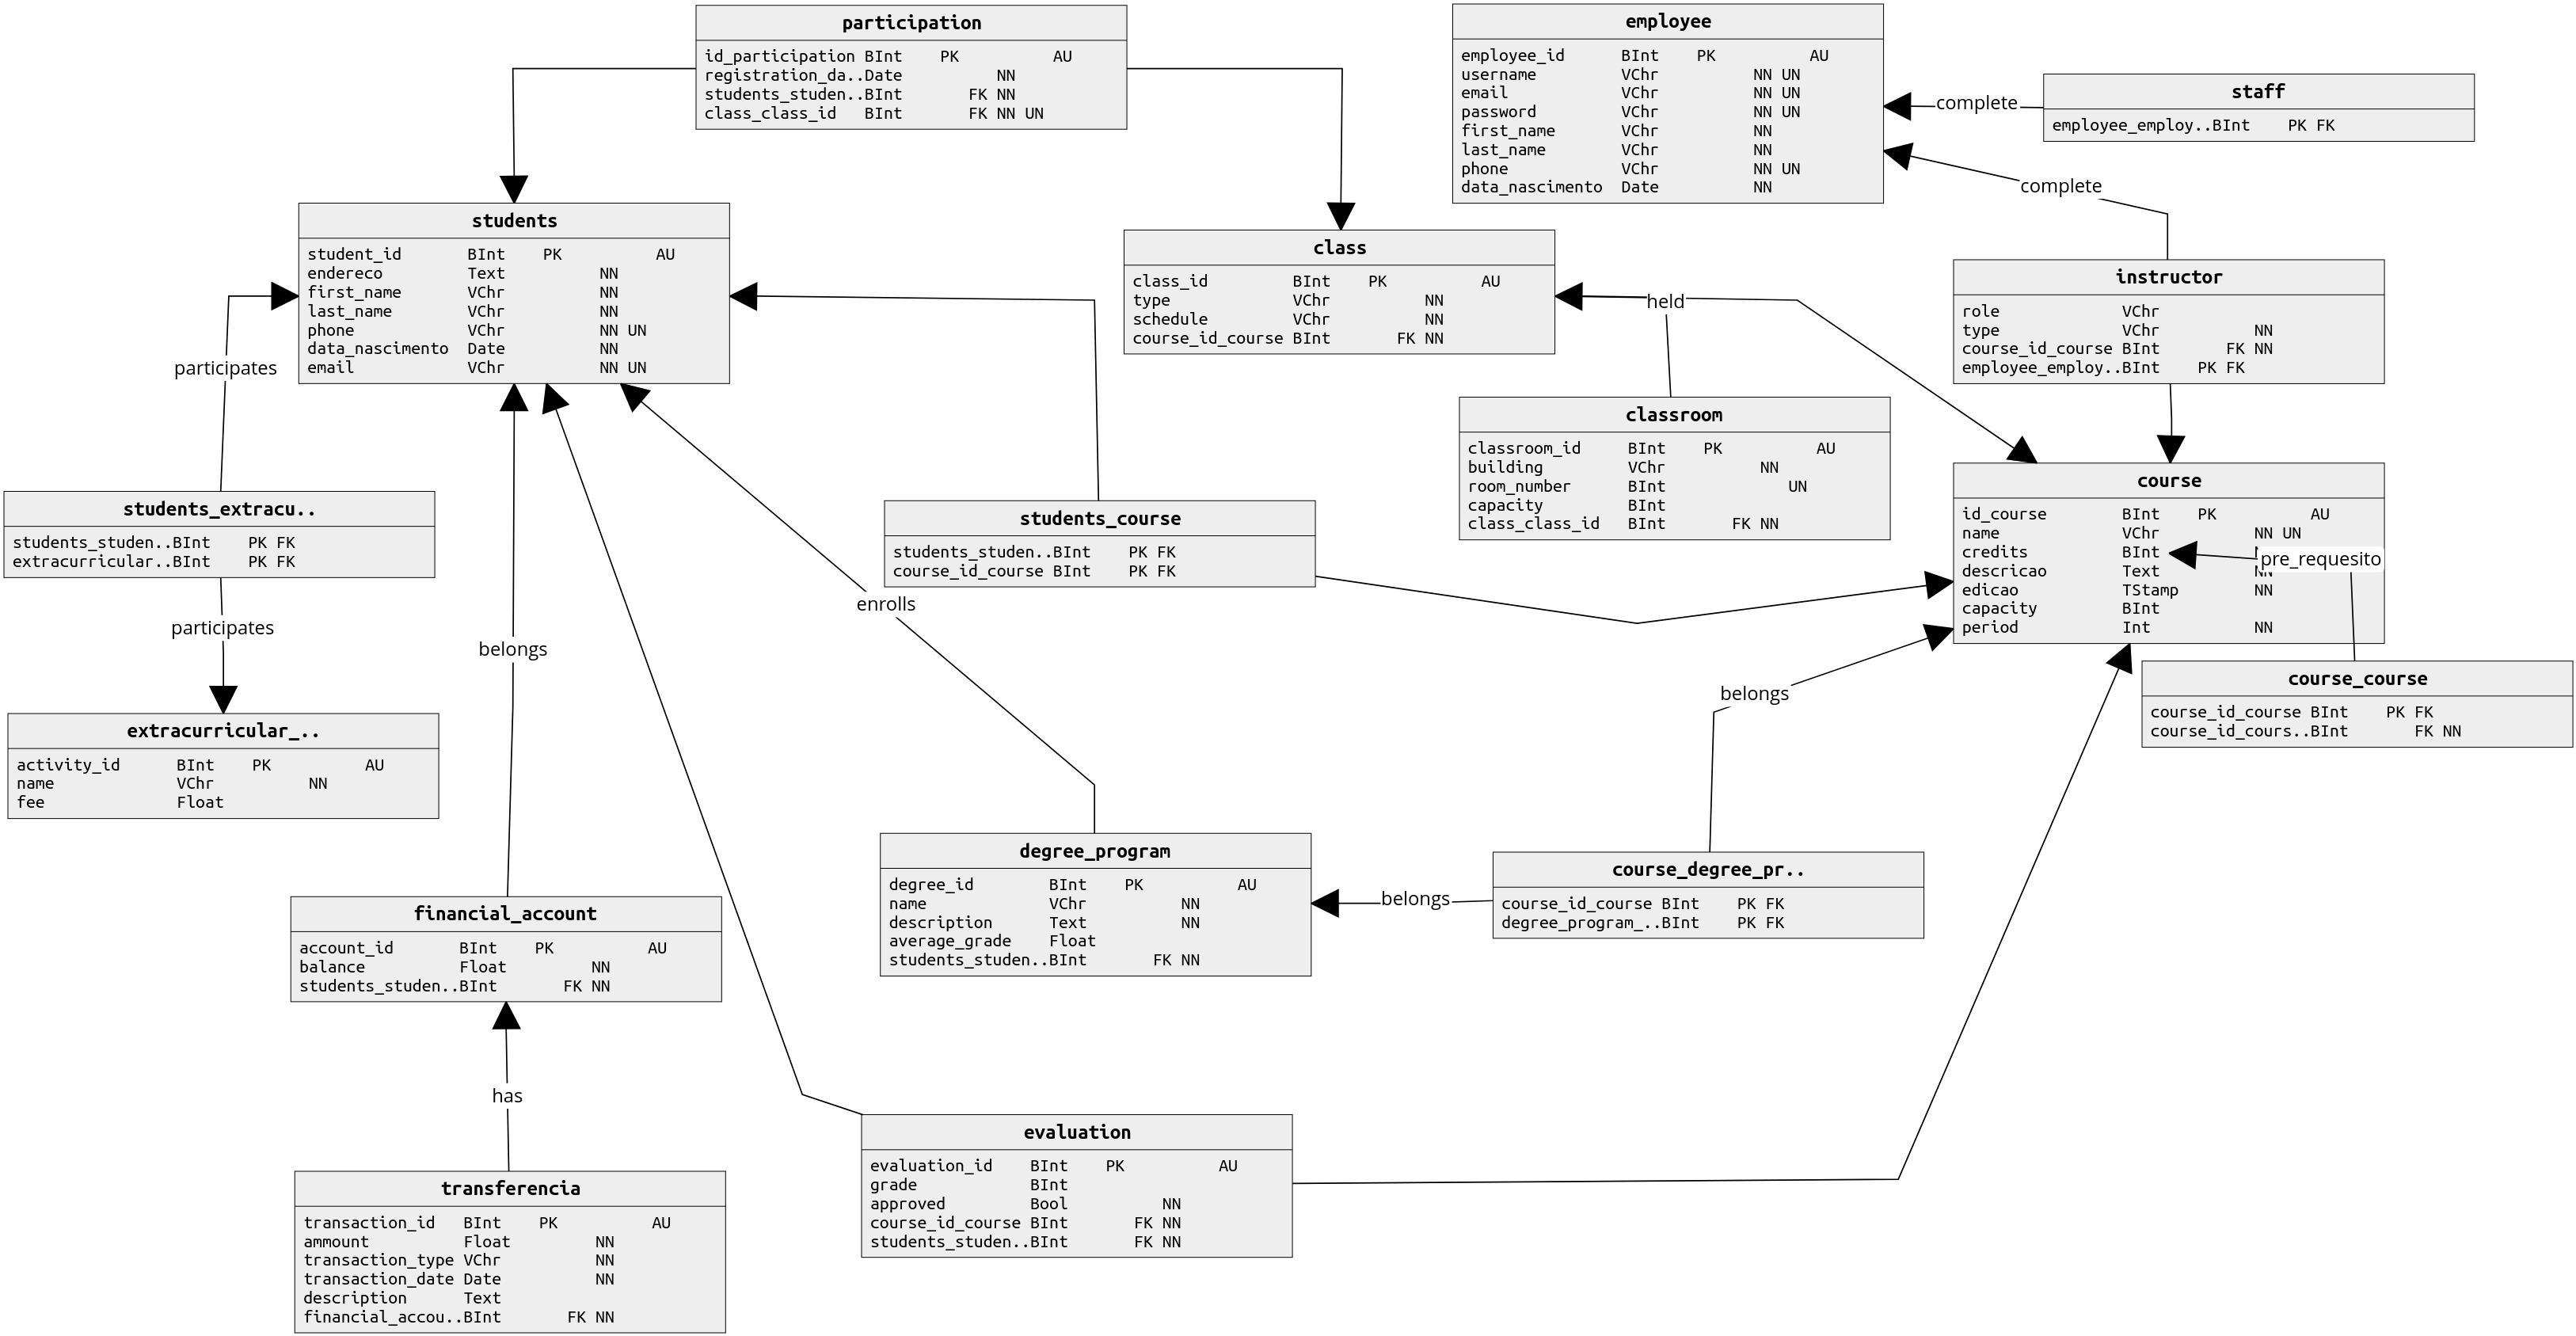 participation
id_participation BInt PK AU
registration_da..Date NN
students_studen..BInt FK NN
class_class_id BInt FK NN UN
employee
employee_id BInt PK AU
username VChr NN UN
email VChr NN UN
password VChr NN UN
first_name VChr NN
last_name VChr NN
phone VChr NN UN
data_nascimento Date NN
complete
staff
employee_employ..BInt PK FK
complete
students
student_id BInt PK AU
endereco Text NN
first_name VChr NN
last_name VChr NN
phone VChr NN UN
data_nascimento Date NN
email VChr NN UN
class
class_id BInt PK AU
type VChr NN
schedule VChr NN
course_id_course BInt FK NN
held
instructor
role VChr
type VChr NN
course_id_course BInt FK NN
employee_employ..BInt PK FK
participates
classroom
classroom_id BInt PK AU
building VChr NN
room_number BInt UN
capacity BInt
class_class_id BInt FK NN
students_extracu..
students_studen..BInt PK FK
extracurricular..BInt PK FK
students_course
students_studen..BInt PK FK
course_id_course BInt PK FK
course
id_course BInt PK AU
name VChr NN UN
credits BInt
descricao Text NN
edicao TStamp NN
capacity BInt
period Int NN
pre_requesito
enrolls
participates
belongs
belongs
course_course
course_id_course BInt PK FK
course_id_cours..BInt FK NN
extracurricular_..
activity_id BInt PK AU
name VChr NN
fee Float
degree_program
degree_id BInt PK AU
name VChr NN
description Text NN
average_grade Float
students_studen..BInt FK NN
belongs
course_degree_pr..
course_id_course BInt PK FK
degree_program_..BInt PK FK
financial_account
account_id BInt PK AU
balance Float NN
students_studen..BInt FK NN
has
evaluation
evaluation_id BInt PK AU
grade BInt
approved Bool NN
course_id_course BInt FK NN
students_studen..BInt FK NN
transferencia
transaction_id BInt PK AU
ammount Float NN
transaction_type VChr NN
transaction_date Date NN
description Text
financial_accou..BInt FK NN